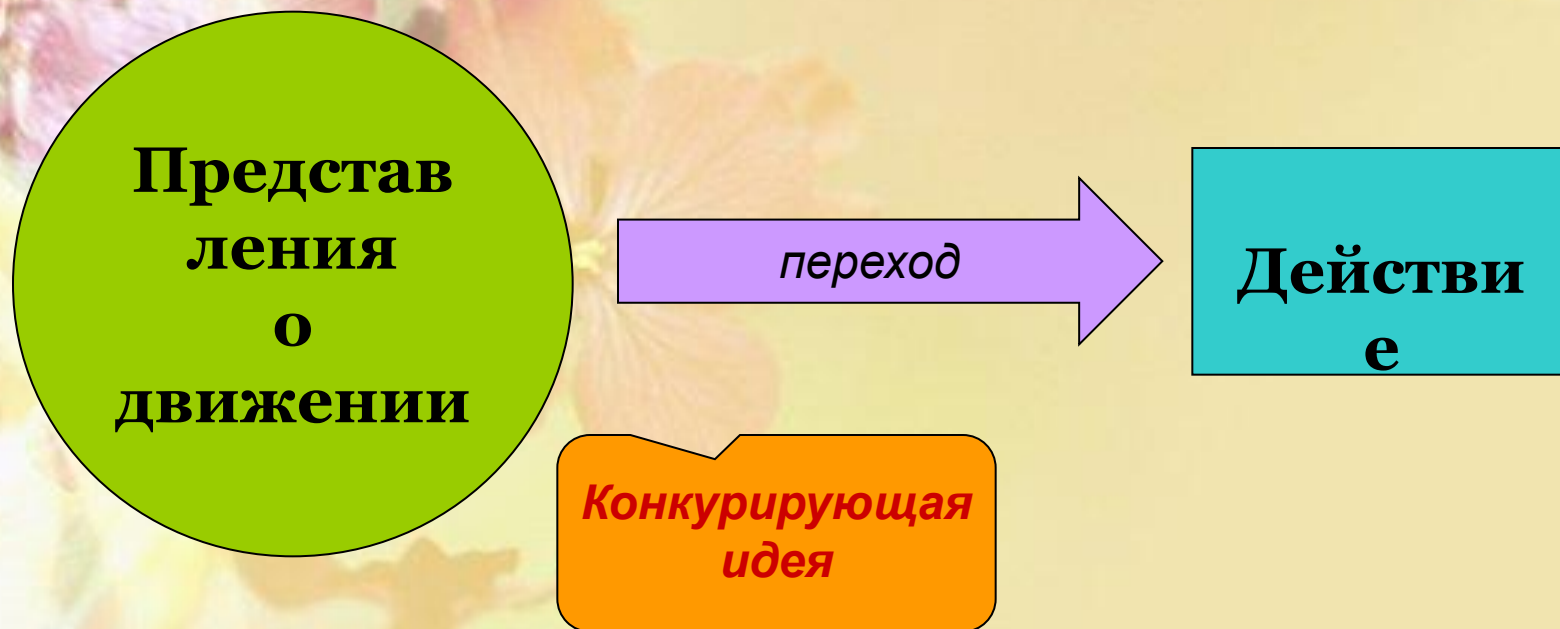 Представ
ления
о
движении
переход
Действи
е
Конкурирующая
идея